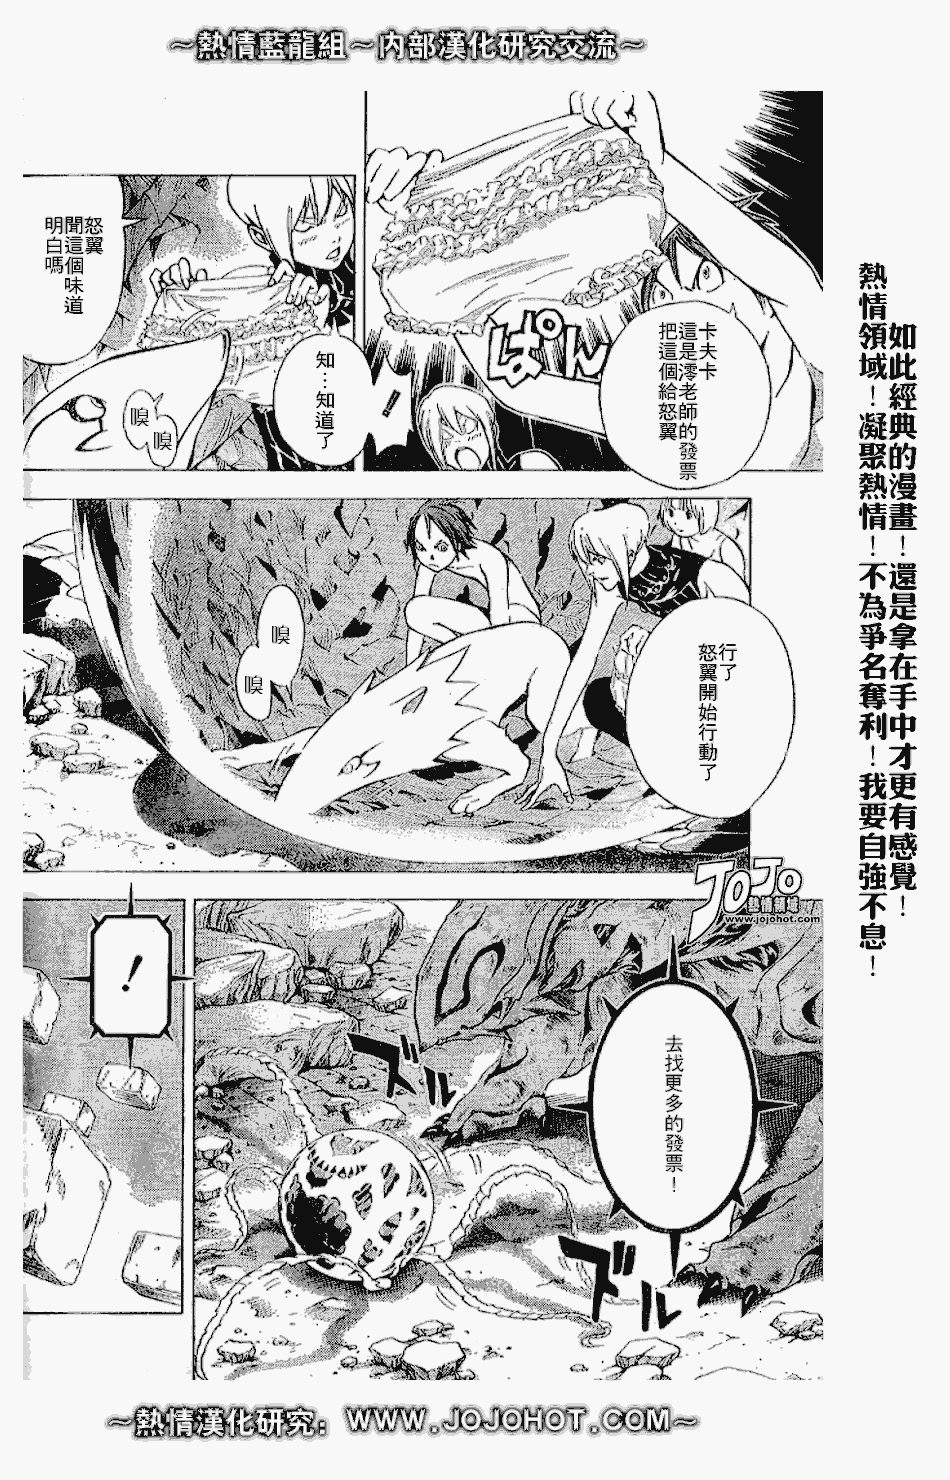 ～熱情藍龍組～內部漢化研究交流～
如此經典的漫畫！還是拿在手中才更有感覺！
熱情領域！凝聚熱情！不為爭名奪利！我要自強不息！
卡夫卡
這是澪老師的發票
把這個給怒翼
ぱん
！
知…知道了
怒翼
聞這個味道
明白嗎
嗅
嗅
行了
怒翼開始行動了
嗅
嗅
JOJO
熱情領域
www.jojohot.com
去找更多的發票！
ズル
ズル
！
～熱情漢化研究：WWW.JOJOHOT.COM～